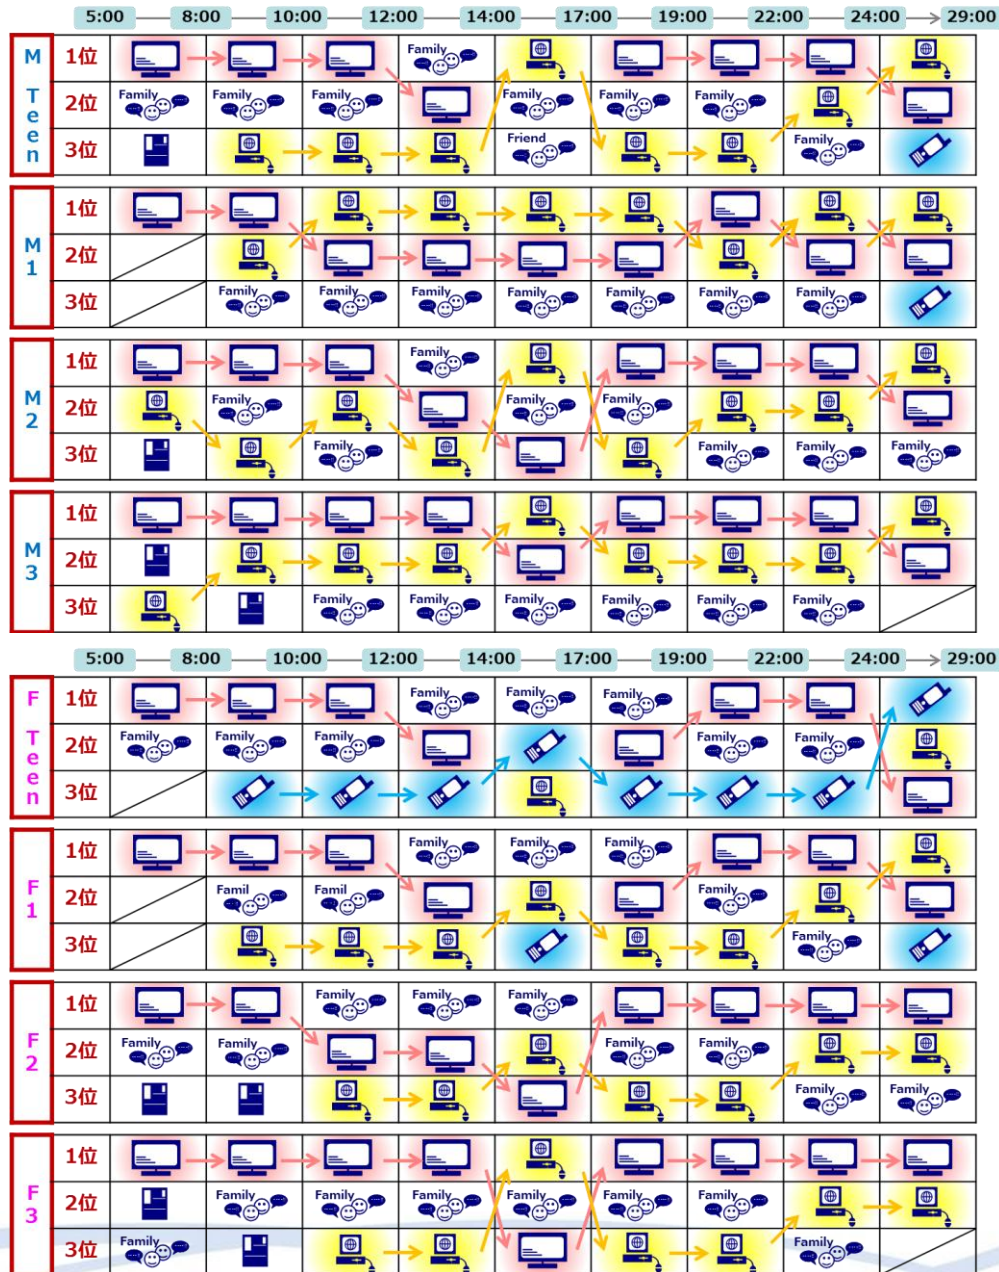 5:00 8:00 10:00 12:00 14:00 17:00 19:00 22:00 24:00 29:00
M Teen
1位 Family
2位 Family Family Family Family Family Family
3位 Friend Family
M1
1位
2位
3位 Family Family Family Family Family Family Family
M2
1位 Family
2位 Family Family Family
3位 Family Family Family Family Family
M3
1位
2位
3位 Family Family Family Family Family Family
5:00 8:00 10:00 12:00 14:00 17:00 19:00 22:00 24:00 29:00
F Teen
1位 Family Family Family
2位 Family Family Family Family Family
3位
F1
1位 Family Family Family
2位 Famil Famil Family
3位 Family
F2
1位 Family Family Family
2位 Family Family Family Family
3位 Family Family
F3
1位
2位 Family Family Family Family Family Family
3位 Family Family